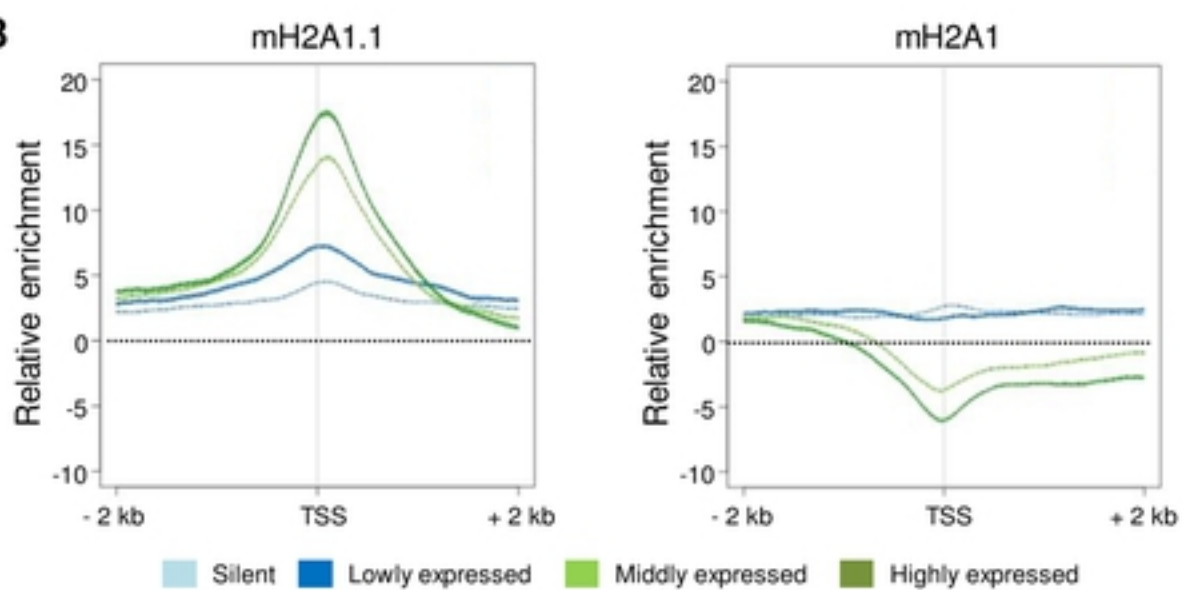 B
mH2A1.1
mH2A1
Relative enrichment
20
15
10
5
0
-5
-10
- 2 kb
TSS
+ 2 kb
Relative enrichment
20
15
10
5
0
-5
-10
- 2 kb
TSS
+ 2 kb
Silent
Lowly expressed
Middly expressed
Highly expressed